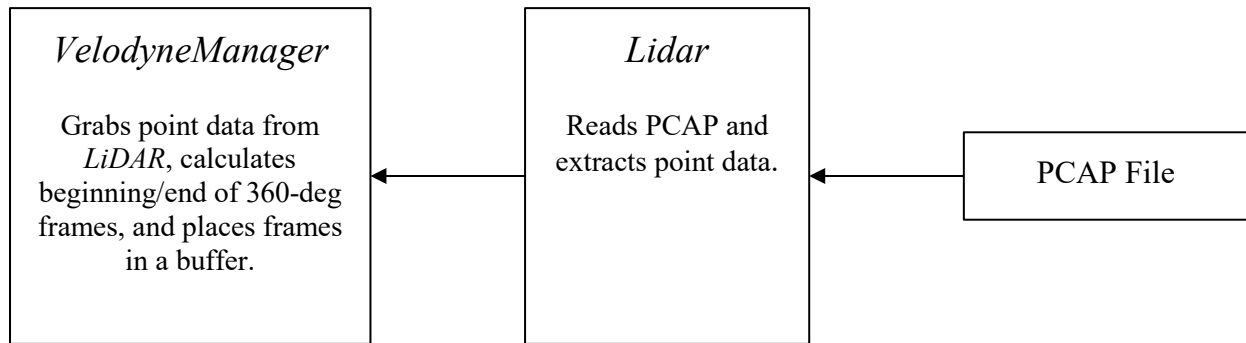 VelodyneManager
Grabs point data from
LiDAR, calculates
beginning/end of 360-deg
frames, and places frames
in a buffer.
Lidar
Reads PCAP and
extracts point data.
PCAP File